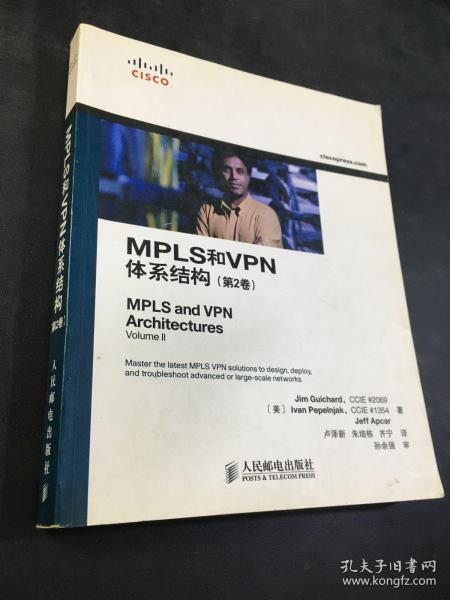 CISCO.
ciscopress.com
MPLS和VPN
体系结构（第2卷）
MPLS and VPN
Architectures
Volume II
Master the latest MPLS VPN solutions to design, deploy,
and troubleshoot advanced or large-scale networks
Jim Guichard, CCIE #2069
［美］ Ivan Pepelnjak, CCIE #1354 著
Jeff Apcar
卢泽新 朱培栋 齐宁 译
孙余强 审
人民邮电出版社
POSTS & TELECOM PRESS
MPLS和VPN体系结构（第2卷）
人民邮电出版社
孔夫子旧书网
www.kongfz.com